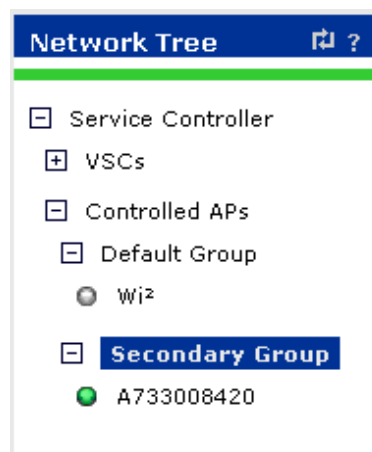 Network Tree ?
Service Controller
VSCs
Controlled APs
Default Group
Wi²
Secondary Group
A733008420